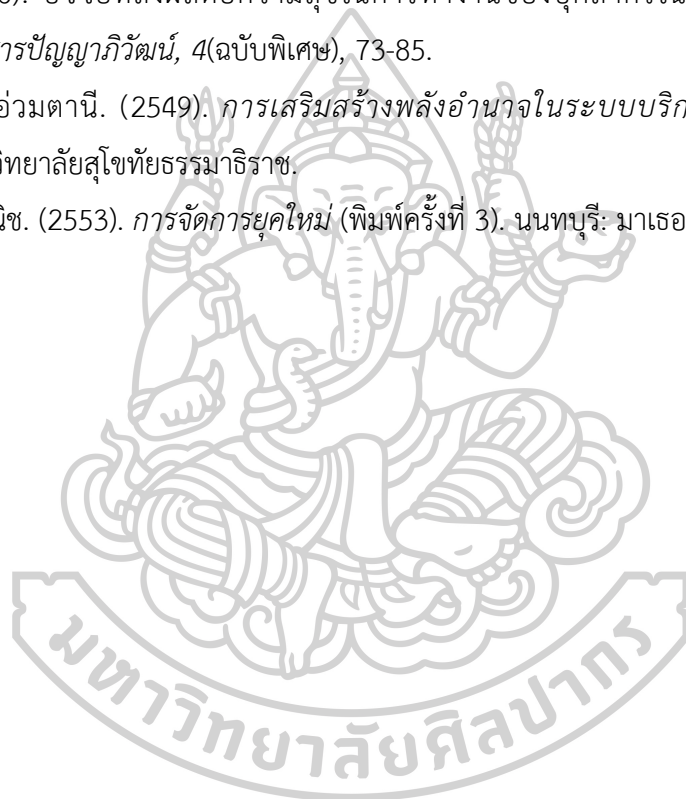 การปัญญาภิวัฒน์, 4(ฉบับพิเศษ), 73-85.
อ่วมตานี. (2549). การเสริมสร้างพลังอำนาจในระบบบริก
วิทยาลัยสุโขทัยธรรมาธิราช.
นิช. (2553). การจัดการยุคใหม่ (พิมพ์ครั้งที่ 3). นนทบุรี: มาเธอ
มหาวิทยาลัยศิลปากร